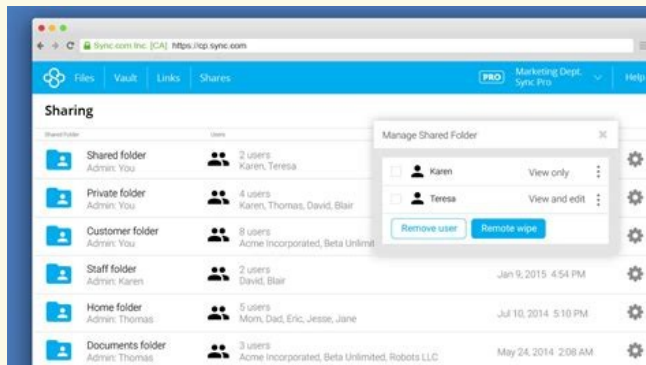 Sync.com Inc. [CA] https://cp.sync.com
Files Vault Links Shares PRO Marketing Dept. Sync Pro Help
Sharing
Shared Folder Users
Manage Shared Folder
Karen View only
Teresa View and edit
Remove user Remote wipe
Shared folder
Admin: You
2 users
Karen, Teresa
Private folder
Admin: You
4 users
Karen, Thomas, David, Blair
Customer folder
Admin: You
8 users
Acme Incorporated, Beta Unlimit
Staff folder
Admin: Karen
2 users
David, Blair
Jan 9, 2015 4:54 PM
Home folder
Admin: Thomas
5 users
Mom, Dad, Eric, Jesse, Jane
Jul 10, 2014 5:10 PM
Documents folder
Admin: Thomas
3 users
Acme Incorporated, Beta Unlimited, Robots LLC
May 24, 2014 2:08 AM